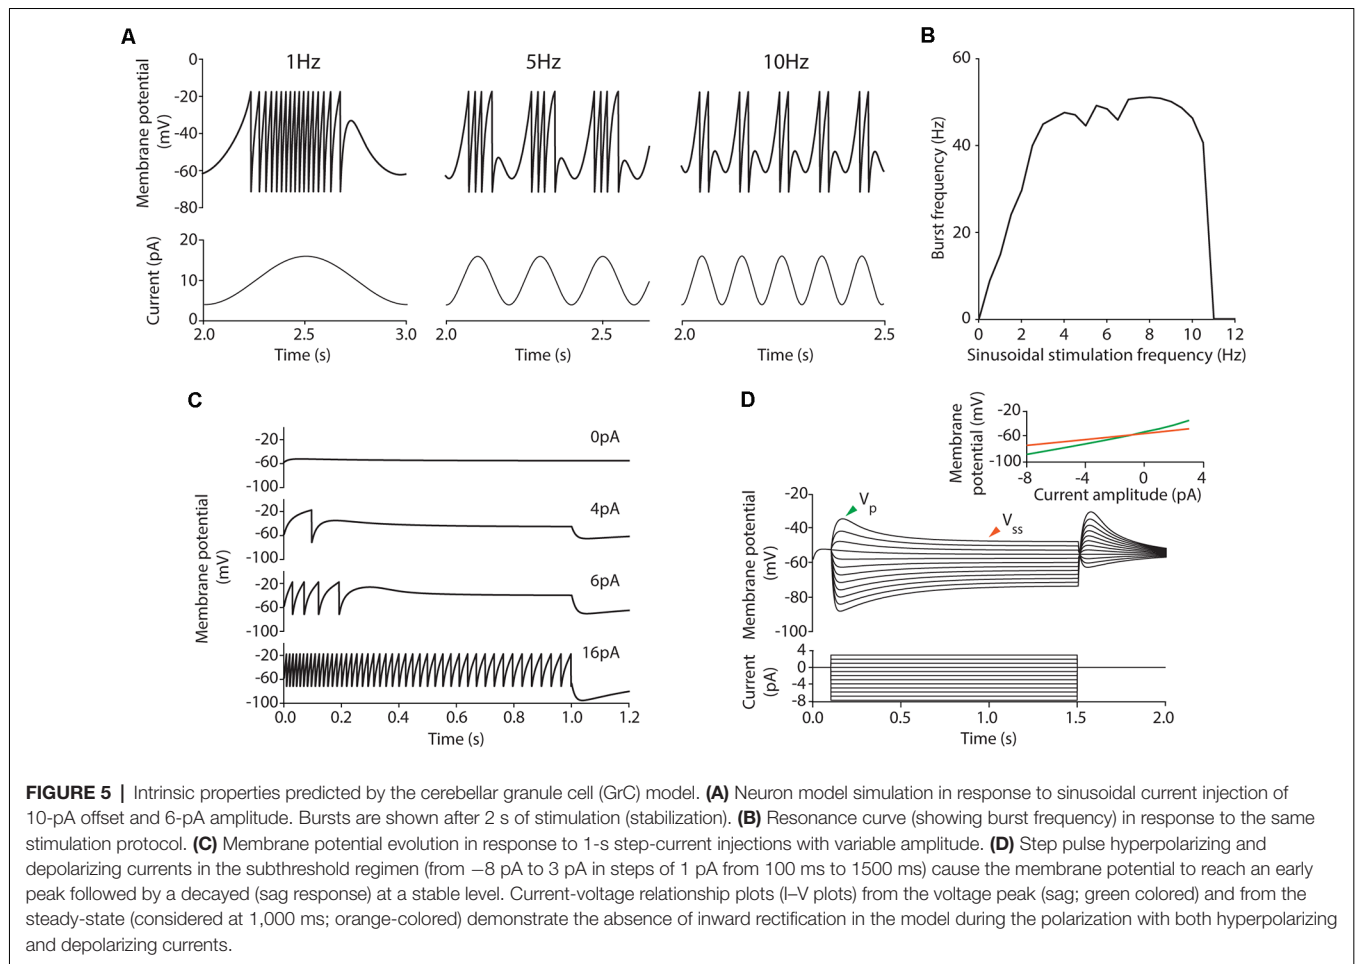 A
1Hz
5Hz
10Hz
Membrane potential
(mV)
0
-20
-40
-60
-80
Current (pA)
20
10
0
2.0
2.5
3.0
Time (s)
2.0
2.5
Time (s)
2.0
2.5
Time (s)
B
Burst frequency (Hz)
60
40
20
0
0
2
4
6
8
10
12
Sinusoidal stimulation frequency (Hz)
C
Membrane potential
(mV)
-20
-60
-100
0pA
-20
-60
-100
4pA
-20
-60
-100
6pA
-20
-60
-100
16pA
0.0
0.2
0.4
0.6
0.8
1.0
1.2
Time (s)
D
Membrane
potential (mV)
-20
-60
-100
-8
-4
0
4
Current amplitude (pA)
Membrane potential
(mV)
-20
-40
-60
-80
-100
Vp
Vss
Current
(pA)
4
0
-4
-8
0.0
0.5
1.0
1.5
2.0
Time (s)
FIGURE 5 | Intrinsic properties predicted by the cerebellar granule cell (GrC) model. (A) Neuron model simulation in response to sinusoidal current injection of
10-pA offset and 6-pA amplitude. Bursts are shown after 2 s of stimulation (stabilization). (B) Resonance curve (showing burst frequency) in response to the same
stimulation protocol. (C) Membrane potential evolution in response to 1-s step-current injections with variable amplitude. (D) Step pulse hyperpolarizing and
depolarizing currents in the subthreshold regimen (from −8 pA to 3 pA in steps of 1 pA from 100 ms to 1500 ms) cause the membrane potential to reach an early
peak followed by a decayed (sag response) at a stable level. Current-voltage relationship plots (I–V plots) from the voltage peak (sag; green colored) and from the
steady-state (considered at 1,000 ms; orange-colored) demonstrate the absence of inward rectification in the model during the polarization with both hyperpolarizing
and depolarizing currents.